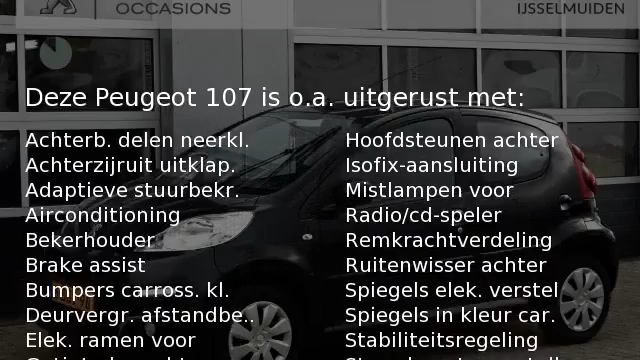 OCCASIONS
IJSSELMUIDEN
Deze Peugeot 107 is o.a. uitgerust met:
Achterb. delen neerkl.
Achterzijruit uitklap.
Adaptieve stuurbekr.
Airconditioning
Bekerhouder
Brake assist
Bumpers carross. kl.
Deurvergr. afstandbe..
Elek. ramen voor
Hoofdsteunen achter
Isofix-aansluiting
Mistlampen voor
Radio/cd-speler
Remkrachtverdeling
Ruitenwisser achter
Spiegels elek. verstel
Spiegels in kleur car.
Stabiliteitsregeling